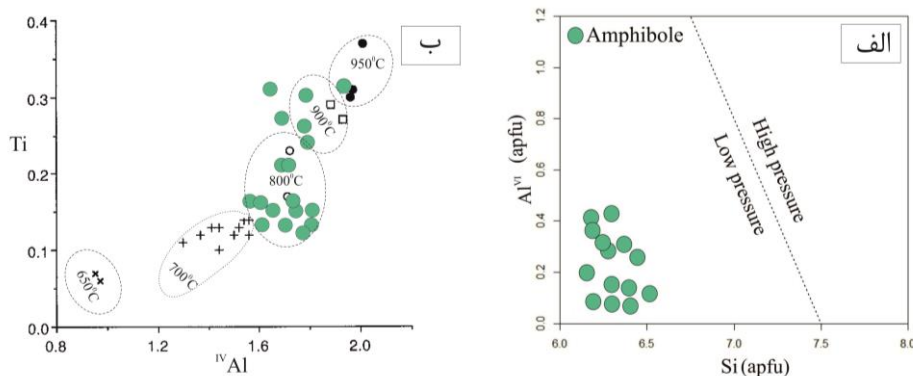 ب
0.4
0.3
0.2
0.1
0.0
Ti
0.8
1.2
1.6
2.0
IVAl
650°C
700°C
800°C
900°C
950°C
الف
Amphibole
High pressure
Low pressure
AlVI (apfu)
1.2
1.0
0.8
0.6
0.4
0.2
0.0
6.0
6.5
7.0
7.5
8.0
Si (apfu)